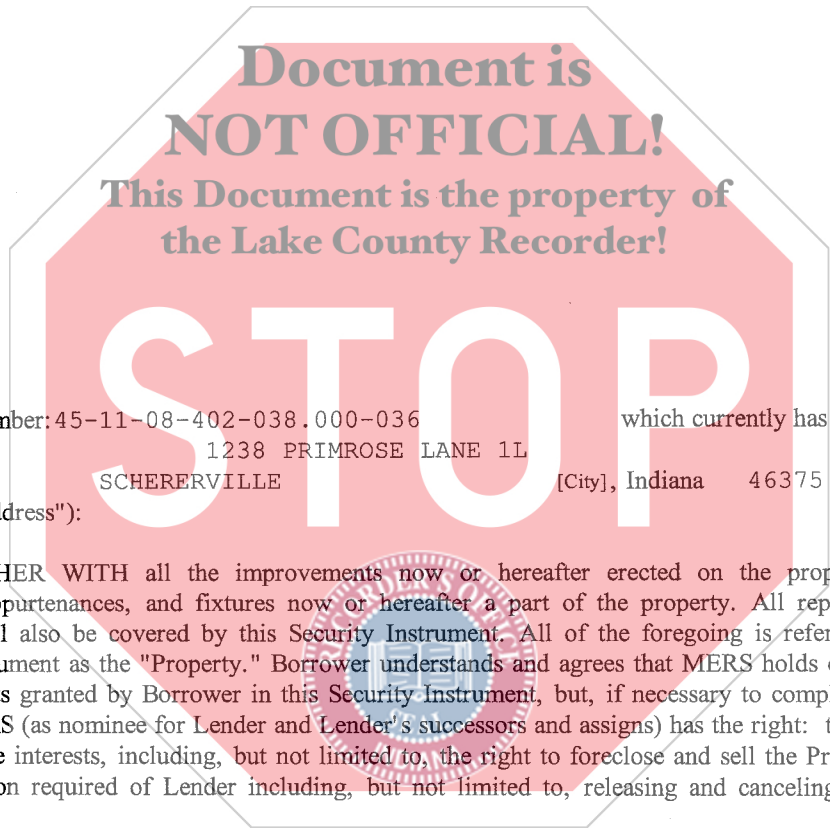 Document is
NOT OFFICIAL!
This Document is the property of
the Lake County Recorder!
STOP
mber: 45-11-08-402-038.000-036 which currently has
1238 PRIMROSE LANE 1L
SCHERERVILLE [City], Indiana 46375
dress"):
HER WITH all the improvements now or hereafter erected on the prop
purtenances, and fixtures now or hereafter a part of the property. All rep
l also be covered by this Security Instrument. All of the foregoing is refer
ument as the "Property." Borrower understands and agrees that MERS holds
s granted by Borrower in this Security Instrument, but, if necessary to compl
S (as nominee for Lender and Lender's successors and assigns) has the right: t
e interests, including, but not limited to, the right to foreclose and sell the Pr
on required of Lender including, but not limited to, releasing and canceling
RECORDER'S OFFICE